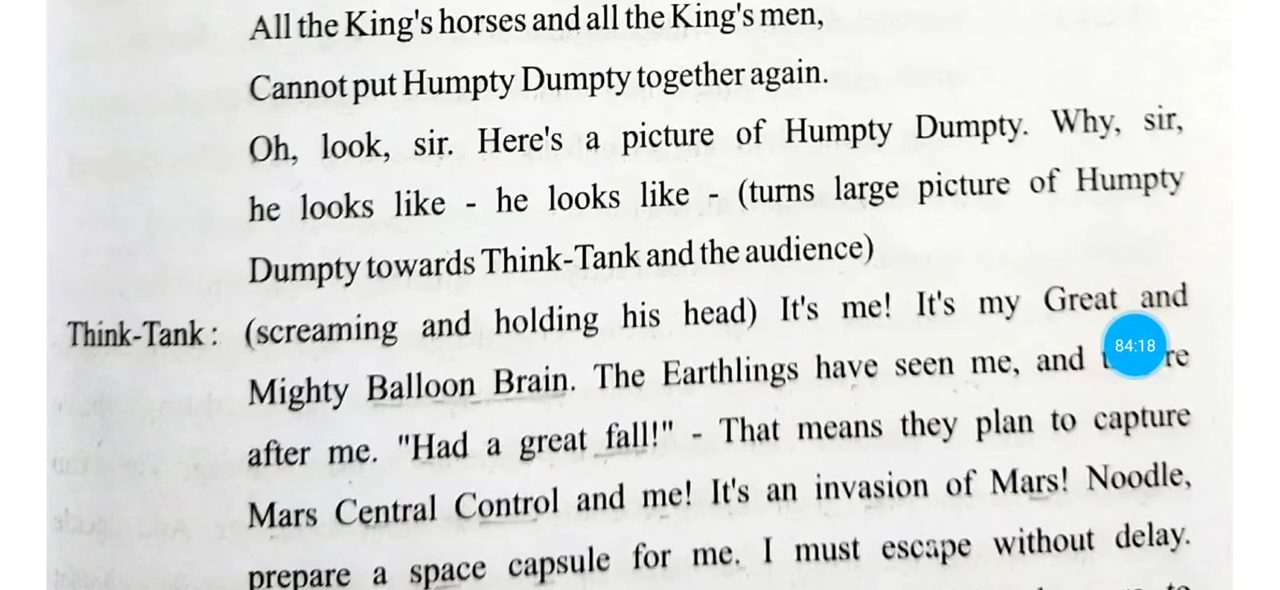 All the King's horses and all the King's men,
Cannot put Humpty Dumpty together again.
Oh, look, sir. Here's a picture of Humpty Dumpty. Why, sir,
he looks like - he looks like - (turns large picture of Humpty
Dumpty towards Think-Tank and the audience)
Think-Tank : (screaming and holding his head) It's me! It's my Great and
Mighty Balloon Brain. The Earthlings have seen me, and
84:18
after me. "Had a great fall!" - That means they plan to capture
Mars Central Control and me! It's an invasion of Mars! Noodle,
prepare a space capsule for me. I must escape without delay.